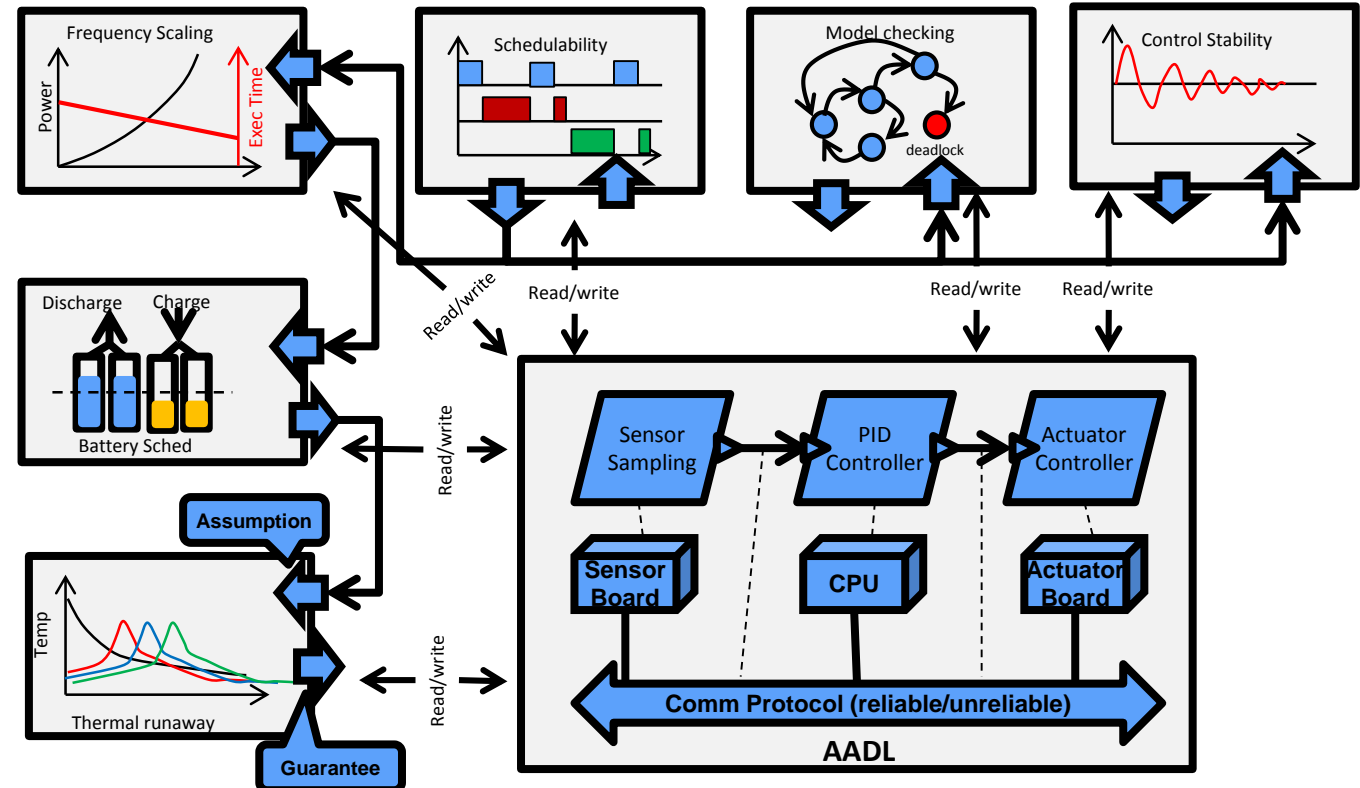 Frequency Scaling
Power
Exec Time
Schedulability
Model checking
deadlock
Control Stability
Read/write
Read/write
Read/write
Read/write
Discharge
Charge
Battery Sched
Read/write
Assumption
Temp
Thermal runaway
Guarantee
Read/write
Sensor
Sampling
PID
Controller
Actuator
Controller
Sensor
Board
CPU
Actuator
Board
Comm Protocol (reliable/unreliable)
AADL